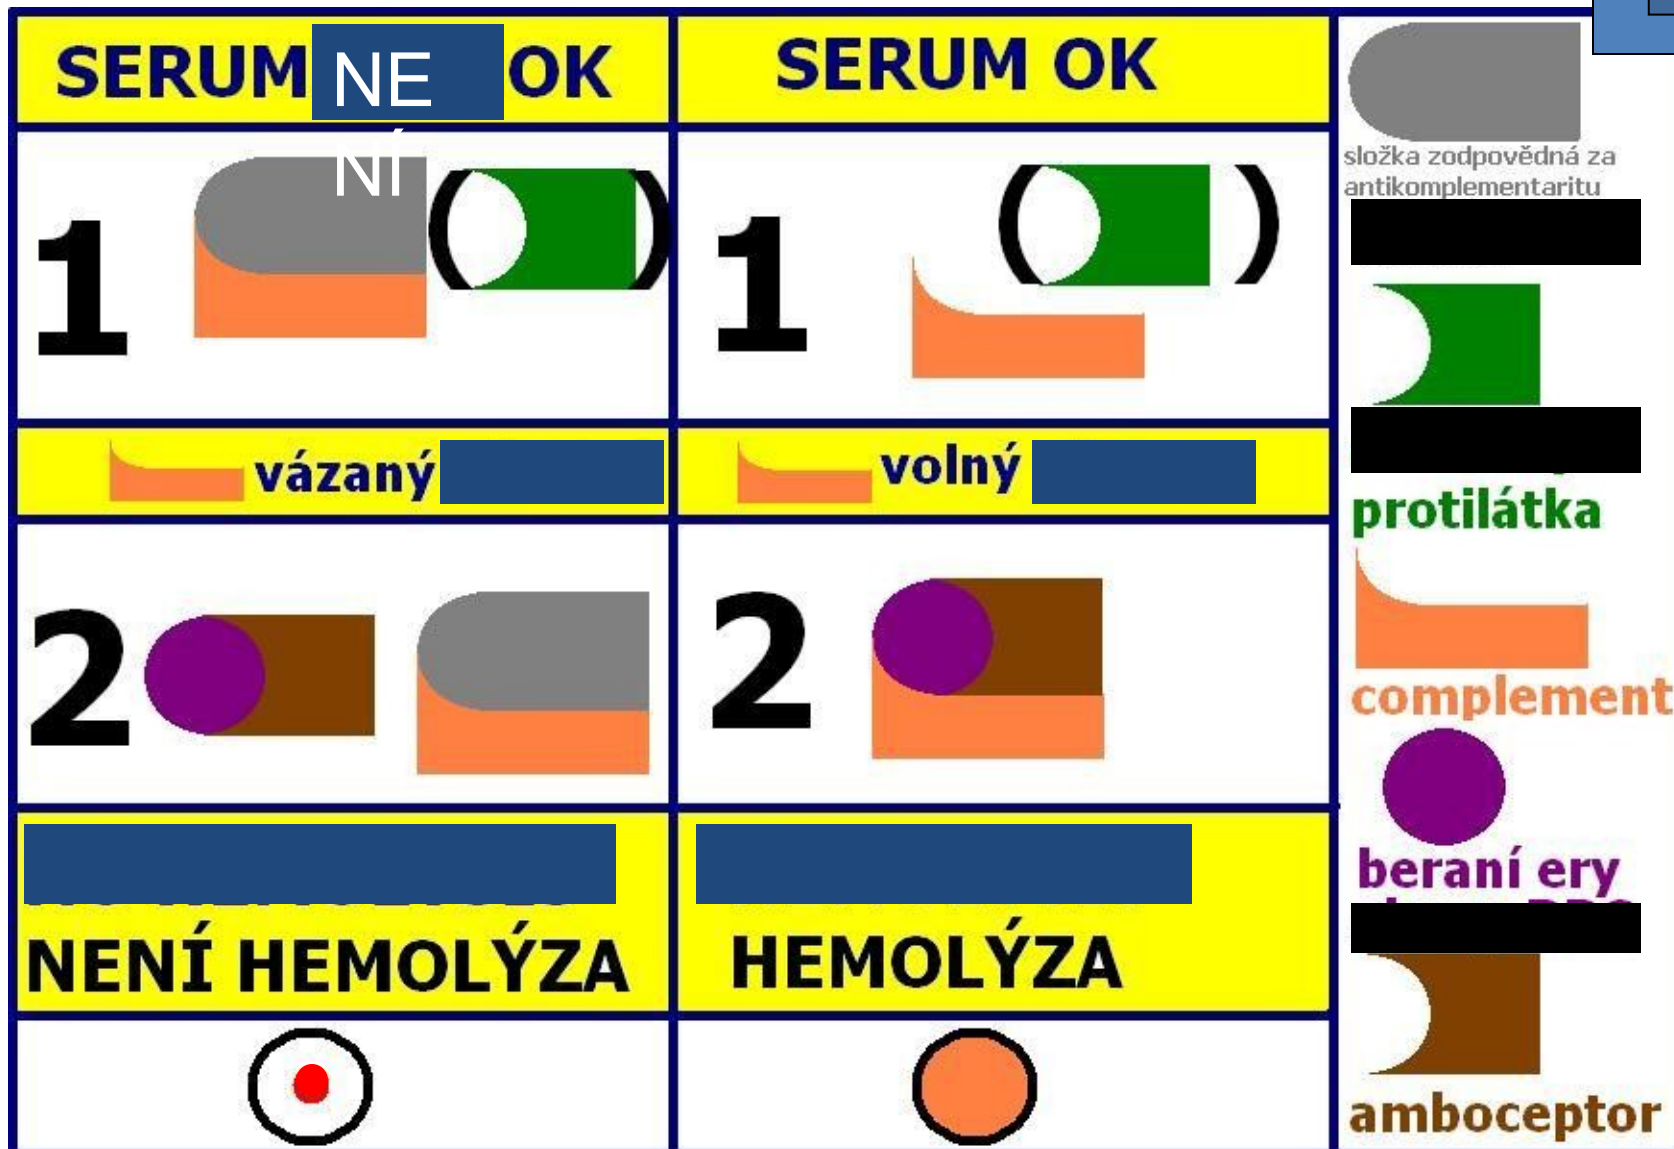 SERUM NE OK
NÍ
SERUM OK
1
1
vázaný
volný
2
2
NENÍ HEMOLÝZA
HEMOLÝZA
složka zodpovědná za
antikomplementaritu
protilátka
complement
beraní ery
amboceptor